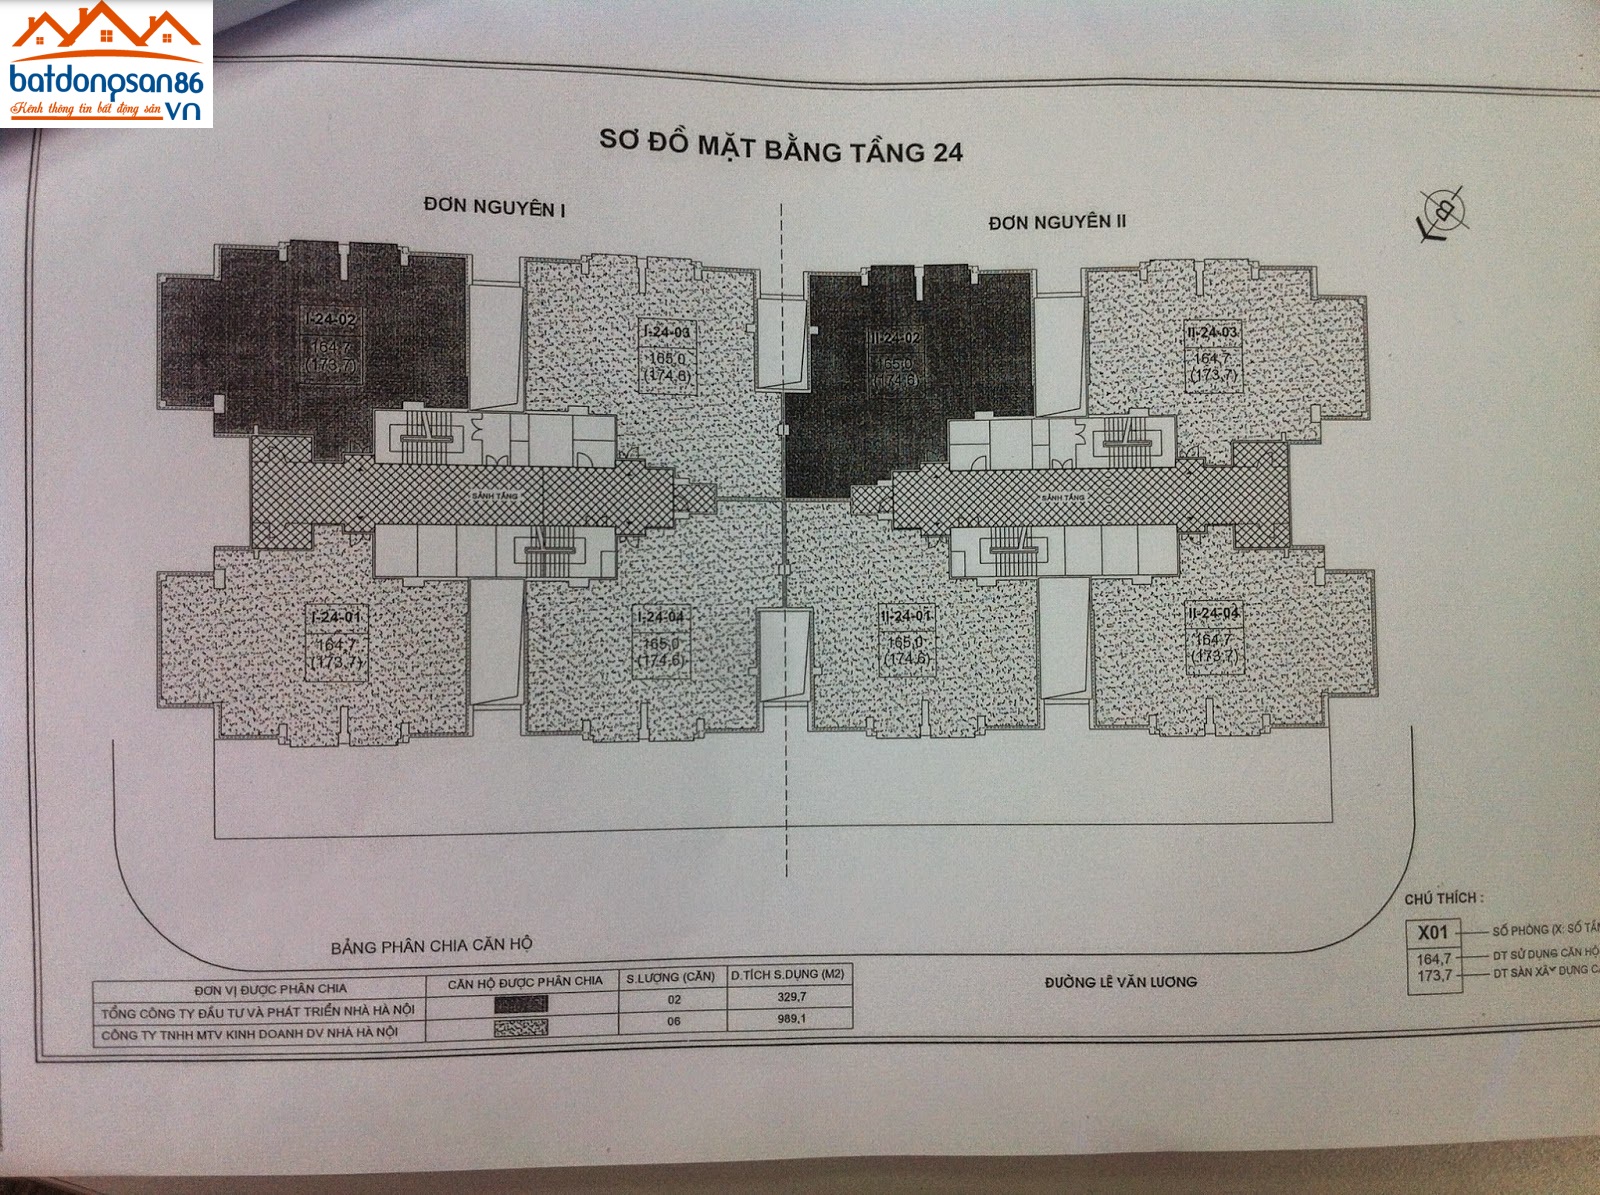 batdongsan86
.vn
Kênh thông tin bất động sản
SƠ ĐỒ MẶT BẰNG TẦNG 24
ĐƠN NGUYÊN I
ĐƠN NGUYÊN II
B
I-24-02
164,7
(173,7)
I-24-03
165,0
(174,6)
II-24-02
165,0
(174,6)
II-24-03
164,7
(173,7)
SẢNH TẦNG
SẢNH TẦNG
I-24-01
164,7
(173,7)
I-24-04
165,0
(174,6)
II-24-01
165,0
(174,6)
II-24-04
164,7
(173,7)
CHÚ THÍCH :
X01
SỐ PHÒNG (X: SỐ
164,7
DT SỬ DỤNG CĂN HỘ
173,7
DT SÀN XÂY DỰNG
ĐƯỜNG LÊ VĂN LƯƠNG
BẢNG PHÂN CHIA CĂN HỘ
ĐƠN VỊ ĐƯỢC PHÂN CHIA CĂN HỘ ĐƯỢC PHÂN CHIA S.LƯỢNG (CĂN) D.TÍCH S.DỤNG (M2)
TỔNG CÔNG TY ĐẦU TƯ VÀ PHÁT TRIỂN NHÀ HÀ NỘI 02 329,7
CÔNG TY TNHH MTV KINH DOANH DV NHÀ HÀ NỘI 06 989,1